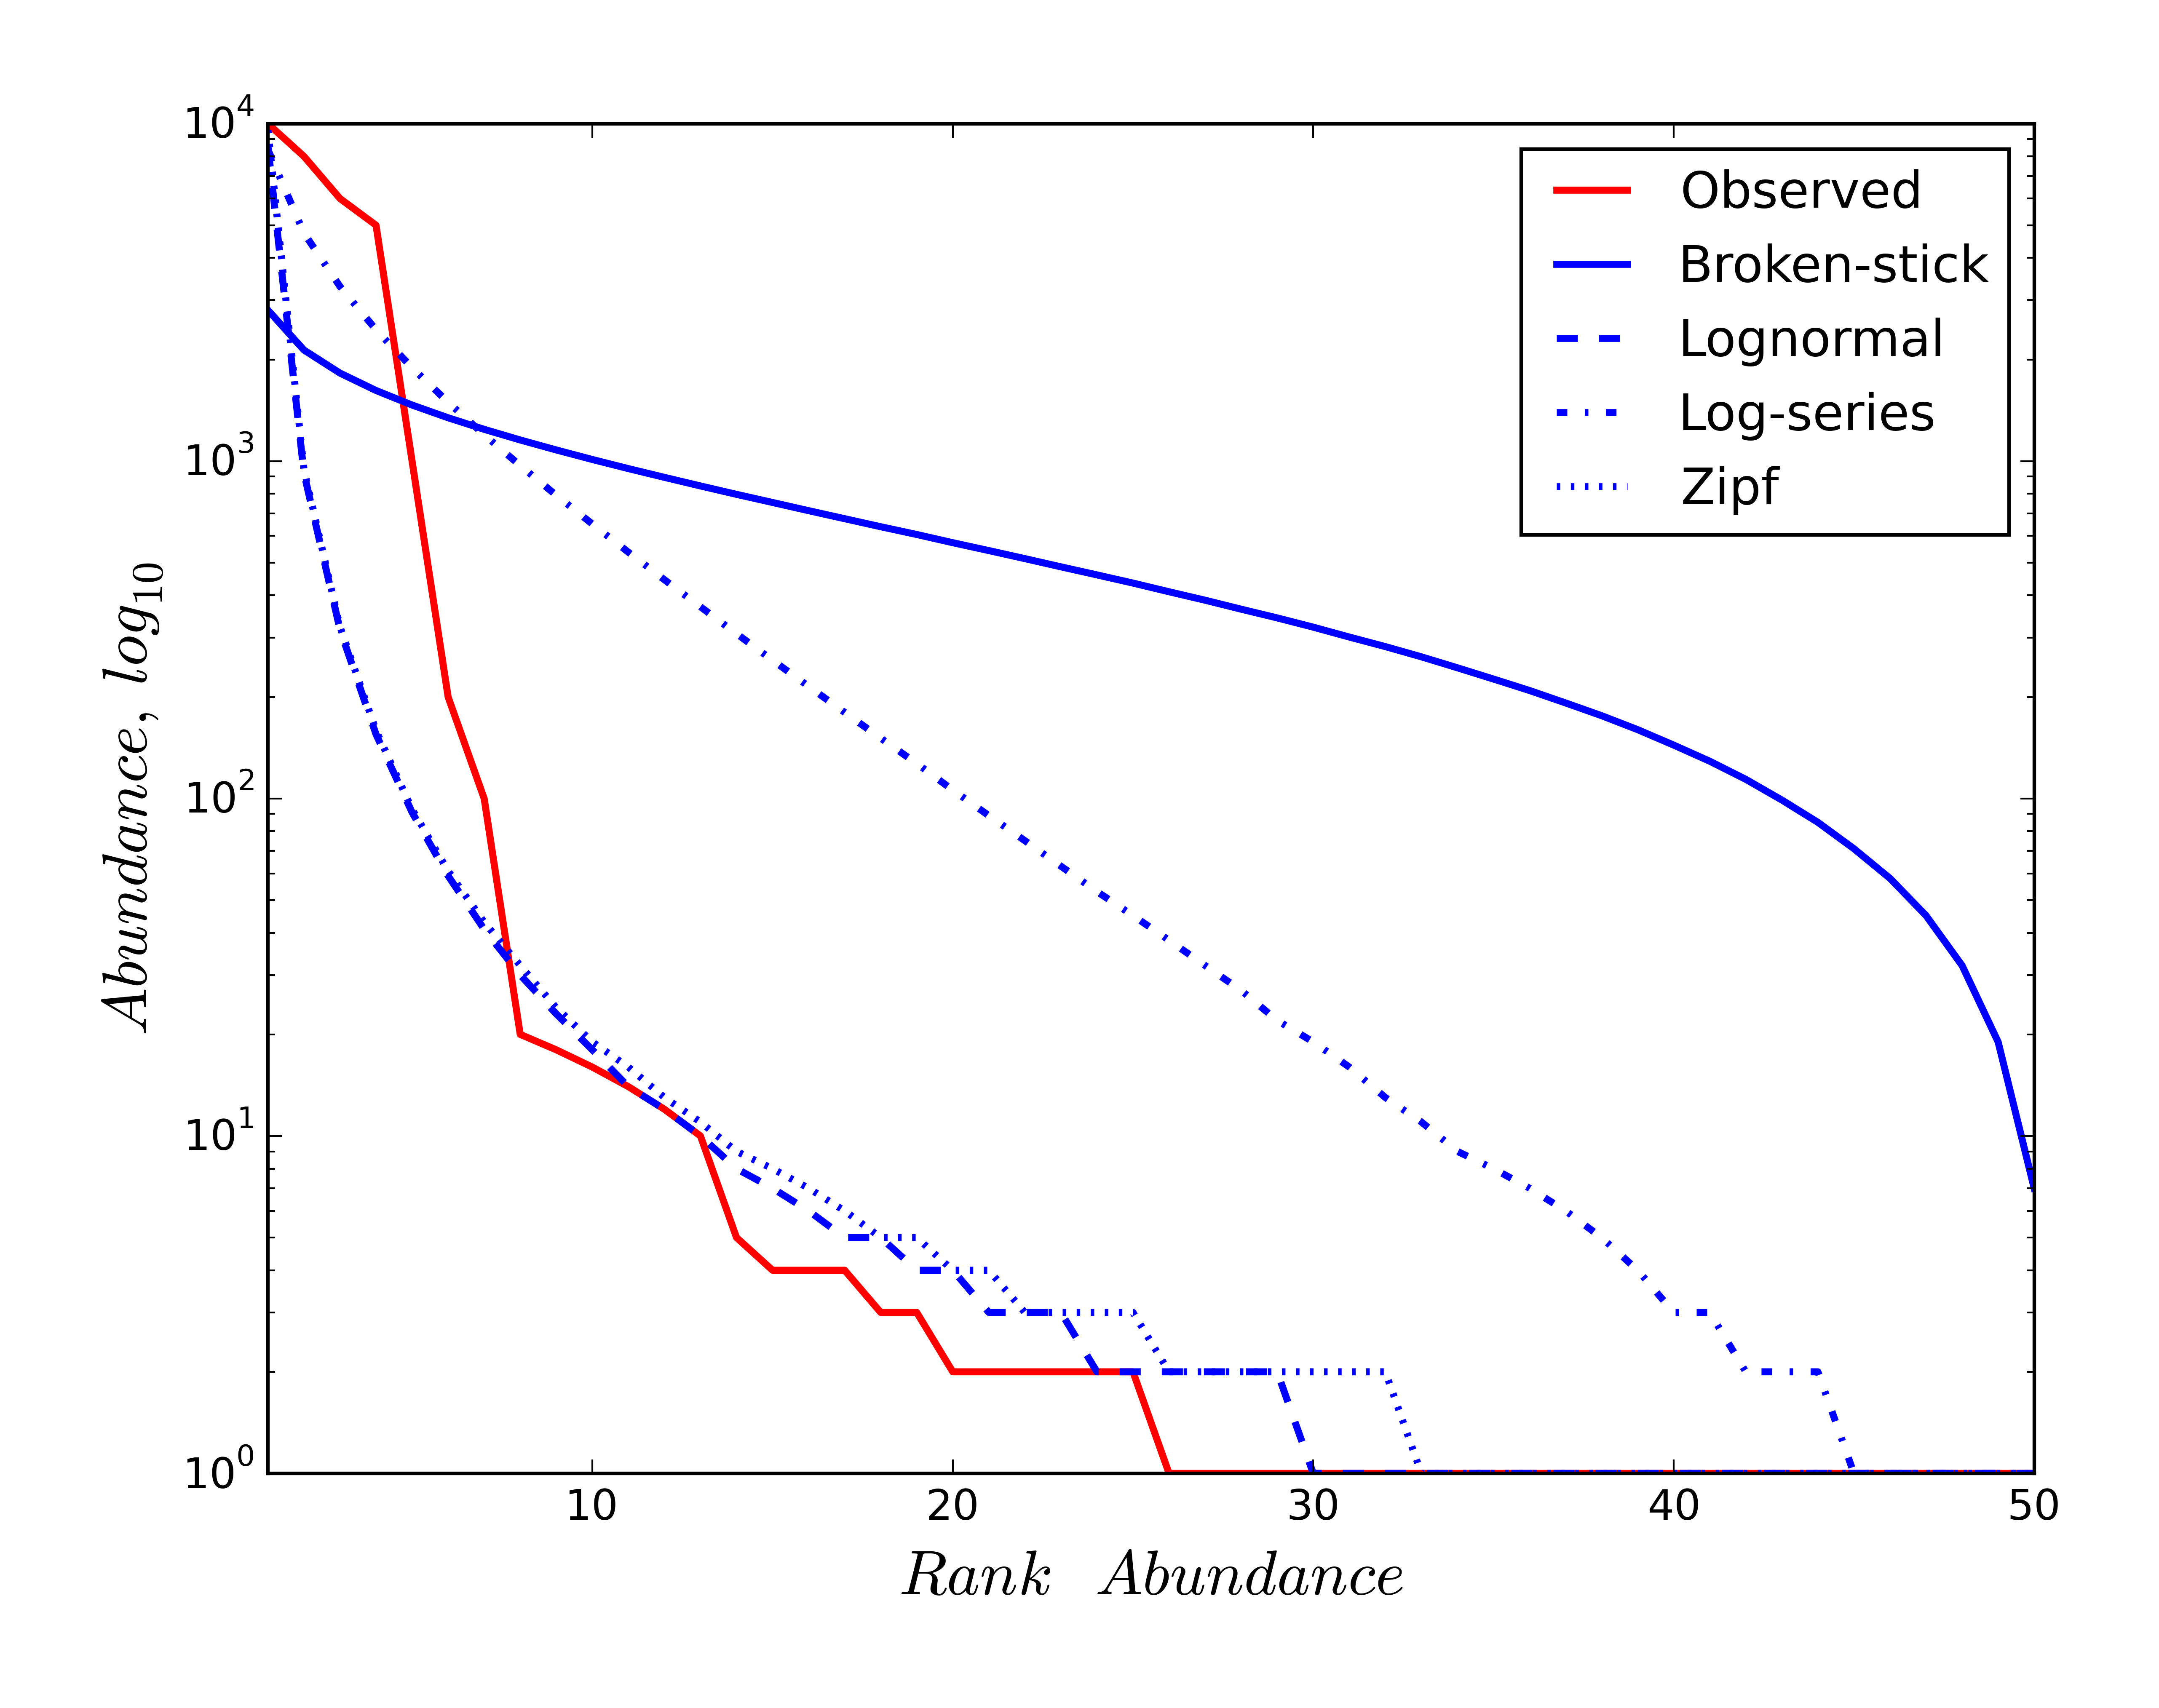 10^4
10^3
10^2
10^1
10^0
Abundance, log_10
Observed
Broken-stick
Lognormal
Log-series
Zipf
10 20 30 40 50
Rank Abundance